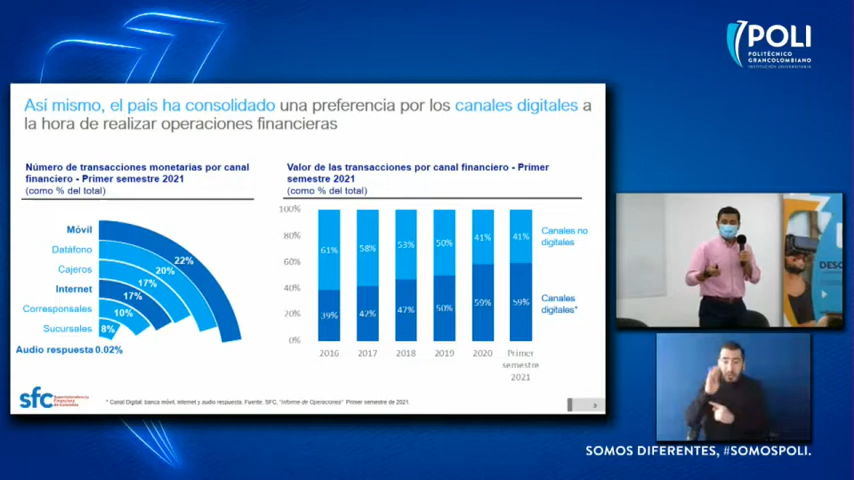 POLI
POLITÉCNICO
GRANCOLOMBIANO
INSTITUCIÓN UNIVERSITARIA
Así mismo, el país ha consolidado una preferencia por los canales digitales a
la hora de realizar operaciones financieras
Número de transacciones monetarias por canal
financiero - Primer semestre 2021
(como % del total)
Móvil
22%
Datáfono
20%
Cajeros
17%
Internet
17%
Corresponsales
10%
Sucursales
8%
Audio respuesta 0.02%
Valor de las transacciones por canal financiero - Primer
semestre 2021
(como % del total)
100%
80%
60%
40%
20%
0%
61% 58% 53% 50% 41% 41%
39% 42% 47% 50% 59% 59%
2016 2017 2018 2019 2020 Primer
semestre
2021
Canales no
digitales
Canales
digitales*
sfc
Superintendencia
Financiera
de Colombia
* Canal Digital: banca móvil, internet y audio respuesta. Fuente: SFC, "Informe de Operaciones" Primer semestre de 2021.
3
SOMOS DIFERENTES, #SOMOSPOLI.